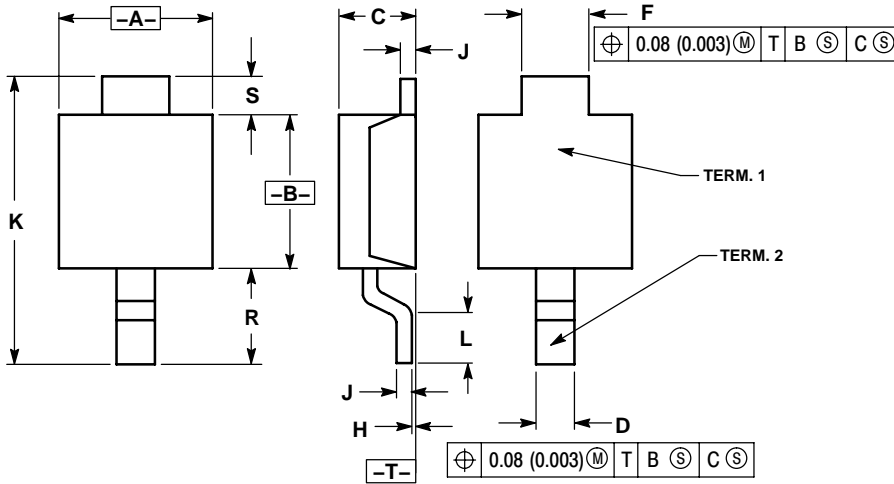 –A–
C
F
⌖ 0.08 (0.003) Ⓜ T B Ⓢ C Ⓢ
J
S
–B–
K
TERM. 1
TERM. 2
R
L
J
H
D
–T–
⌖ 0.08 (0.003) Ⓜ T B Ⓢ C Ⓢ